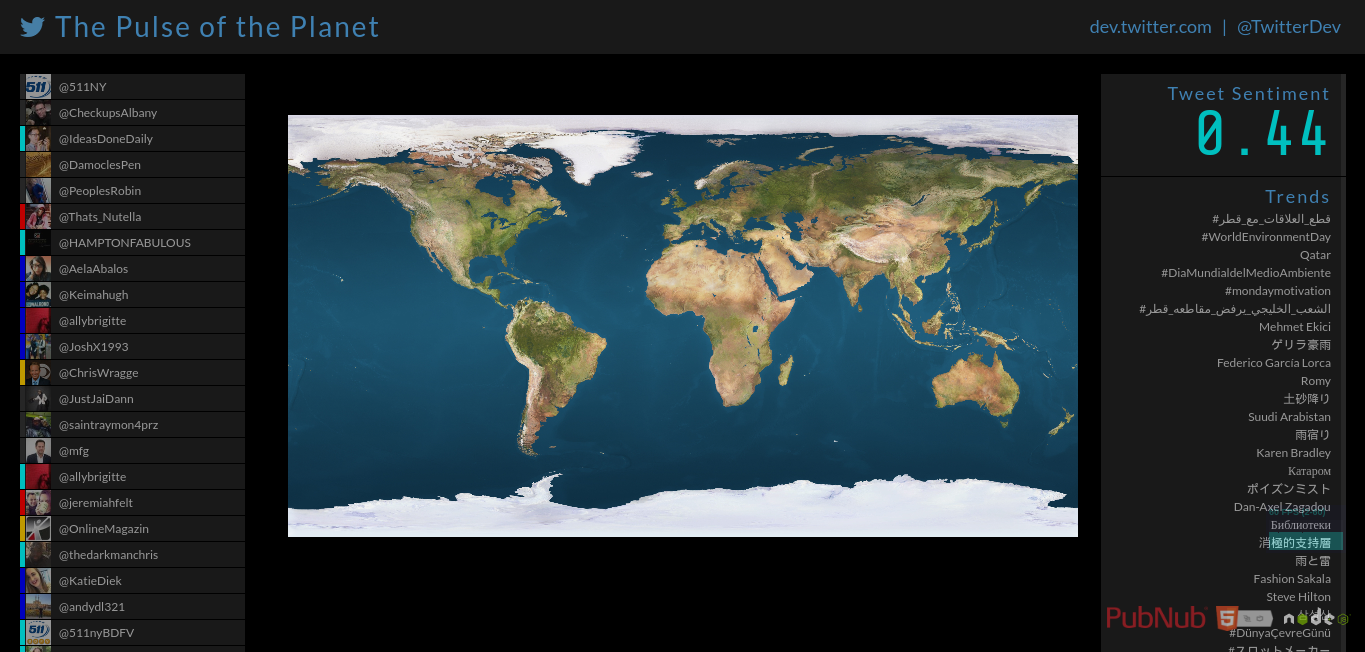 The Pulse of the Planet
dev.twitter.com | @TwitterDev
@511NY
@CheckupsAlbany
@IdeasDoneDaily
@DamoclesPen
@PeoplesRobin
@Thats_Nutella
@HAMPTONFABULOUS
@AelaAbalos
@Keimahugh
@allybrigitte
@JoshX1993
@ChrisWragge
@JustJaiDann
@saintraymon4prz
@mfg
@allybrigitte
@jeremiahfelt
@OnlineMagazin
@thedarkmanchris
@KatieDiek
@andydl321
@511nyBDFV
Tweet Sentiment
0.44
Trends
#قطع_العلاقات_مع_قطر
#WorldEnvironmentDay
Qatar
#DiaMundialdelMedioAmbiente
#mondaymotivation
#الشعب_الخليجي_يرفض_مقاطعه_قطر
Mehmet Ekici
ゲリラ豪雨
Federico García Lorca
Romy
土砂降り
Suudi Arabistan
雨宿り
Karen Bradley
Катаром
ポイズンミスト
Dan-Axel Zagadou
Библиотеки
消極的支持層
雨と雷
Fashion Sakala
Steve Hilton
PubNub
node
#DünyaÇevreGünü
#スロットメーカー